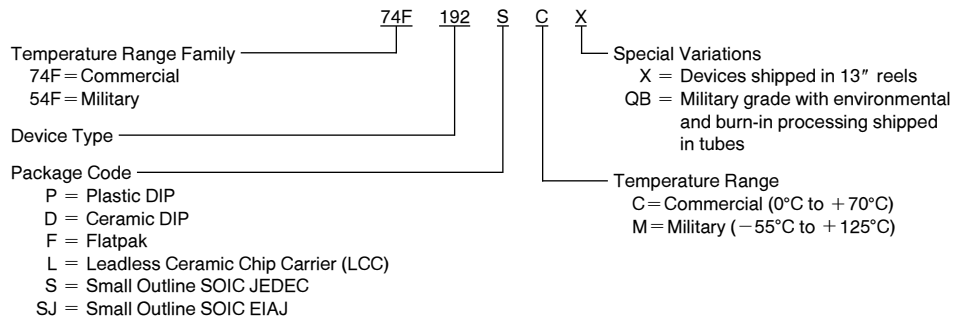 74F 192 S C X
Temperature Range Family
74F = Commercial
54F = Military
Device Type
Package Code
P = Plastic DIP
D = Ceramic DIP
F = Flatpak
L = Leadless Ceramic Chip Carrier (LCC)
S = Small Outline SOIC JEDEC
SJ = Small Outline SOIC EIAJ
Special Variations
X = Devices shipped in 13″ reels
QB = Military grade with environmental
and burn-in processing shipped
in tubes
Temperature Range
C = Commercial (0°C to +70°C)
M = Military (−55°C to +125°C)